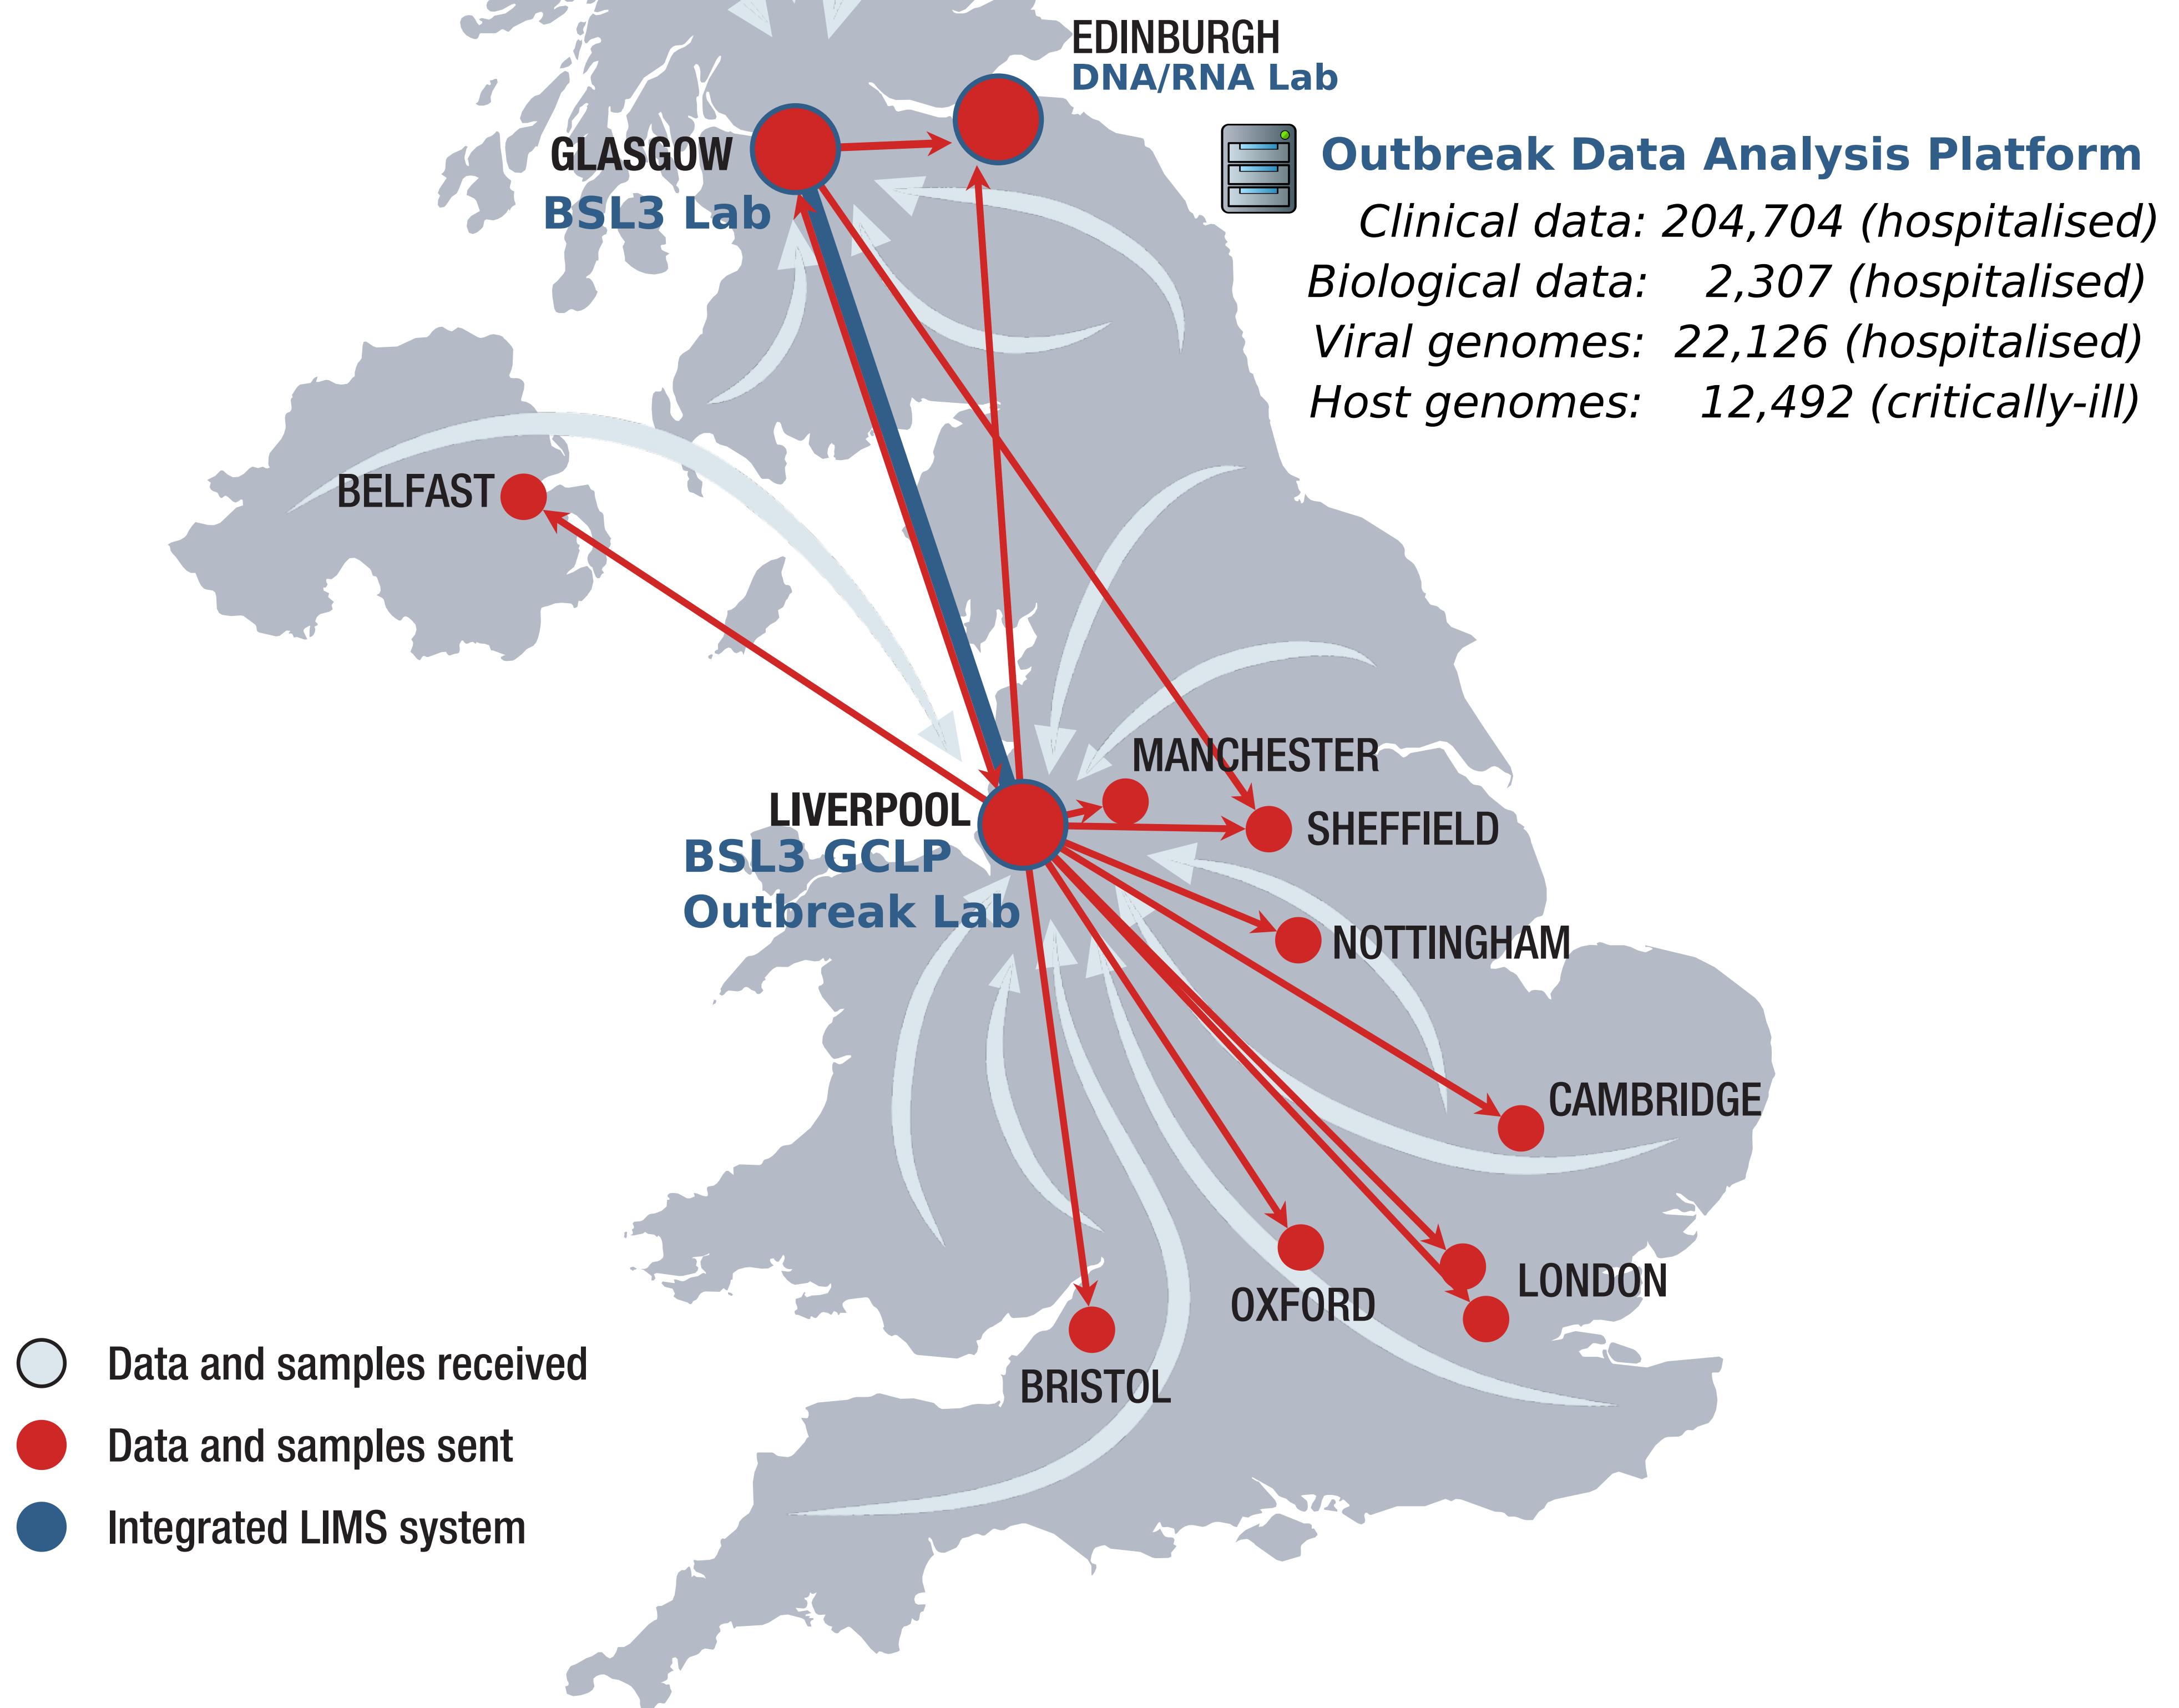 EDINBURGH
DNA/RNA Lab
GLASGOW
BSL3 Lab
Outbreak Data Analysis Platform
Clinical data: 204,704 (hospitalised)
Biological data: 2,307 (hospitalised)
Viral genomes: 22,126 (hospitalised)
Host genomes: 12,492 (critically-ill)
BELFAST
MANCHESTER
LIVERPOOL
BSL3 GCLP
Outbreak Lab
SHEFFIELD
NOTTINGHAM
CAMBRIDGE
LONDON
OXFORD
BRISTOL
Data and samples received
Data and samples sent
Integrated LIMS system